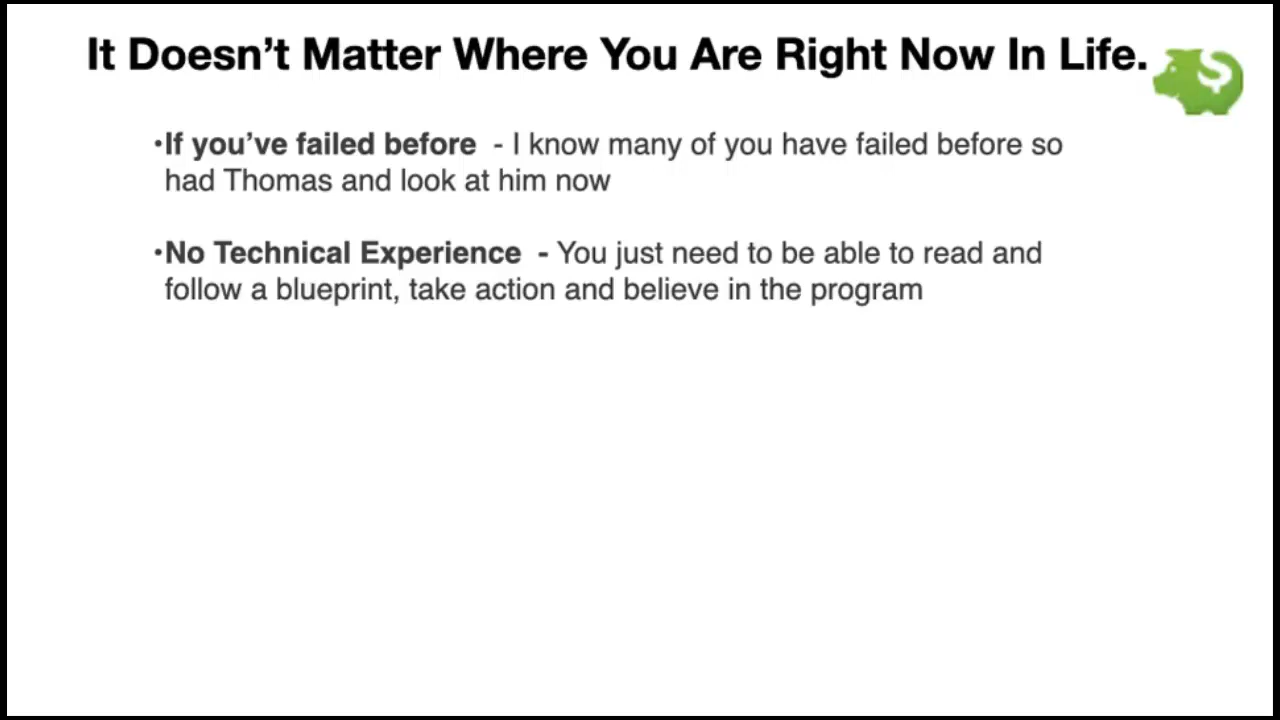 It Doesn’t Matter Where You Are Right Now In Life.
•If you’ve failed before - I know many of you have failed before so
had Thomas and look at him now
•No Technical Experience - You just need to be able to read and
follow a blueprint, take action and believe in the program